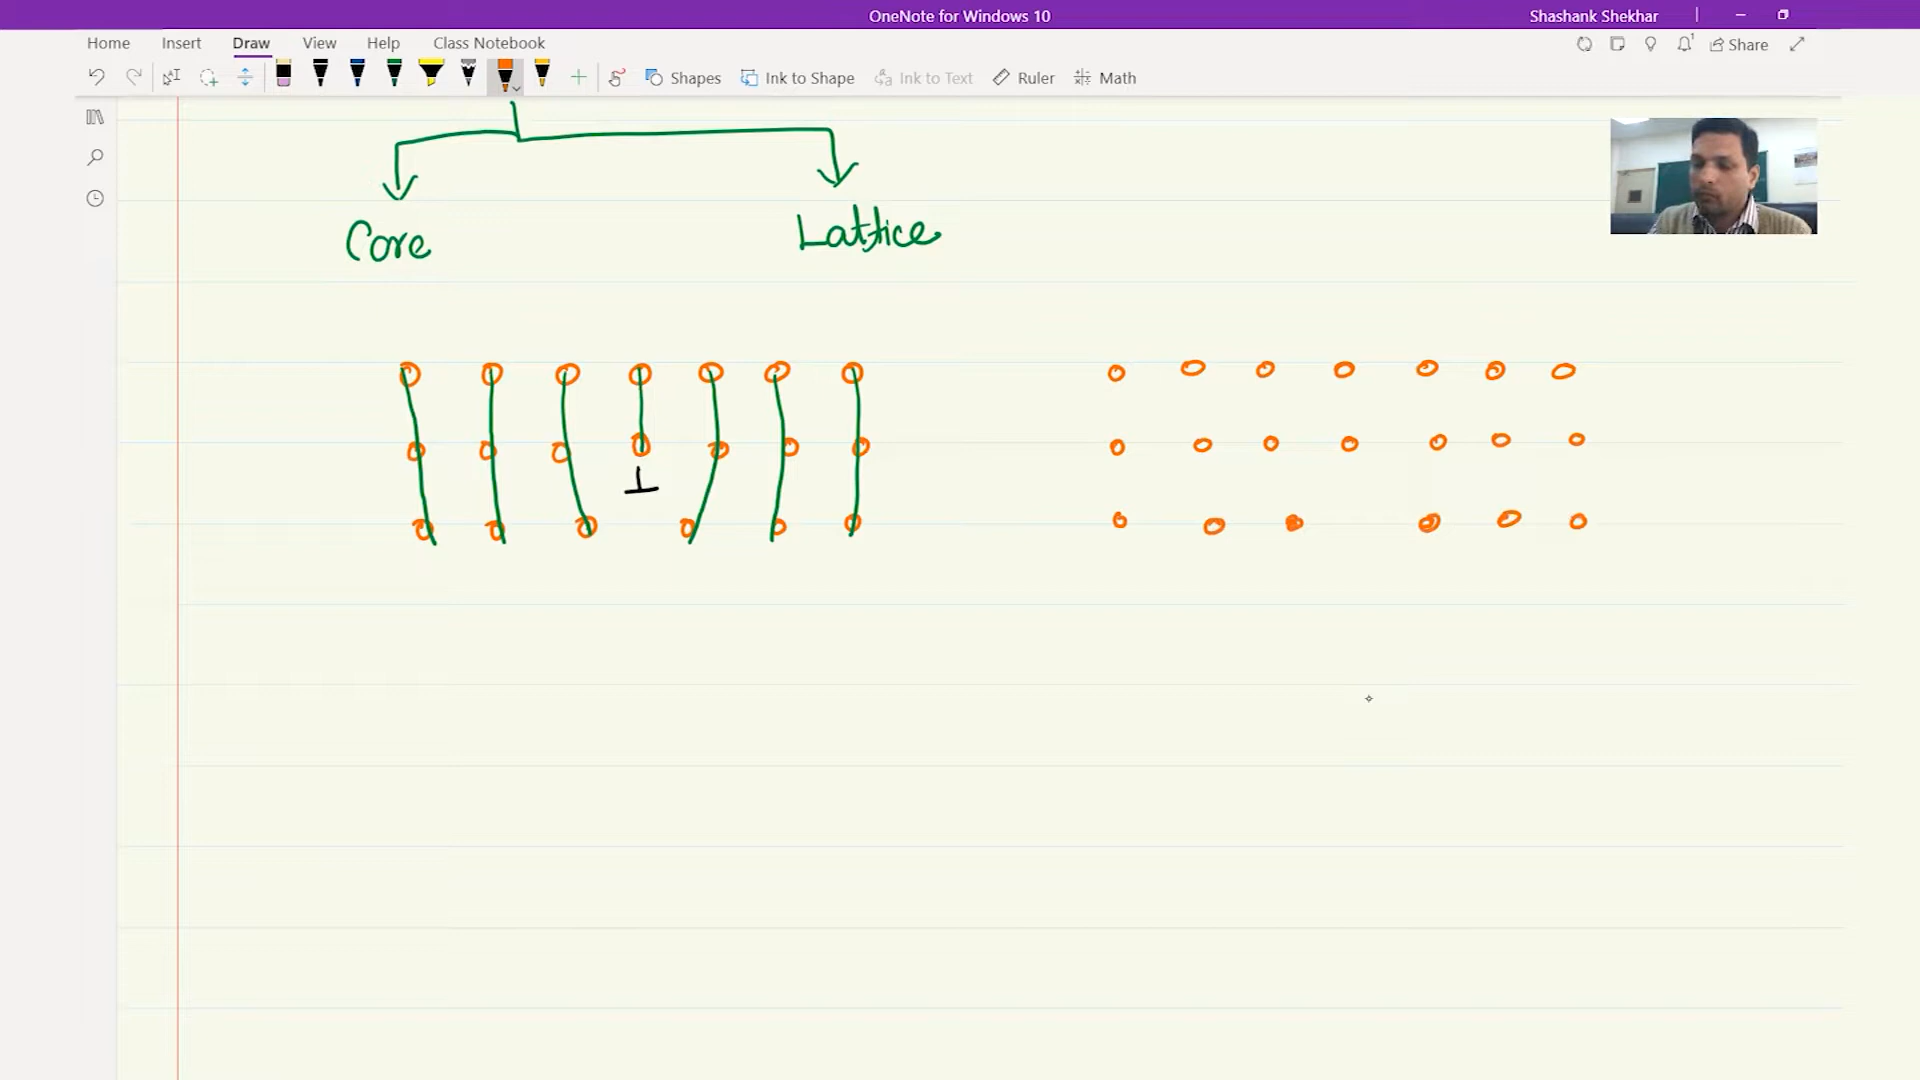 OneNote for Windows 10
Shashank Shekhar
Home Insert Draw View Help Class Notebook
Share
Shapes Ink to Shape Ink to Text Ruler Math
Core
Lattice